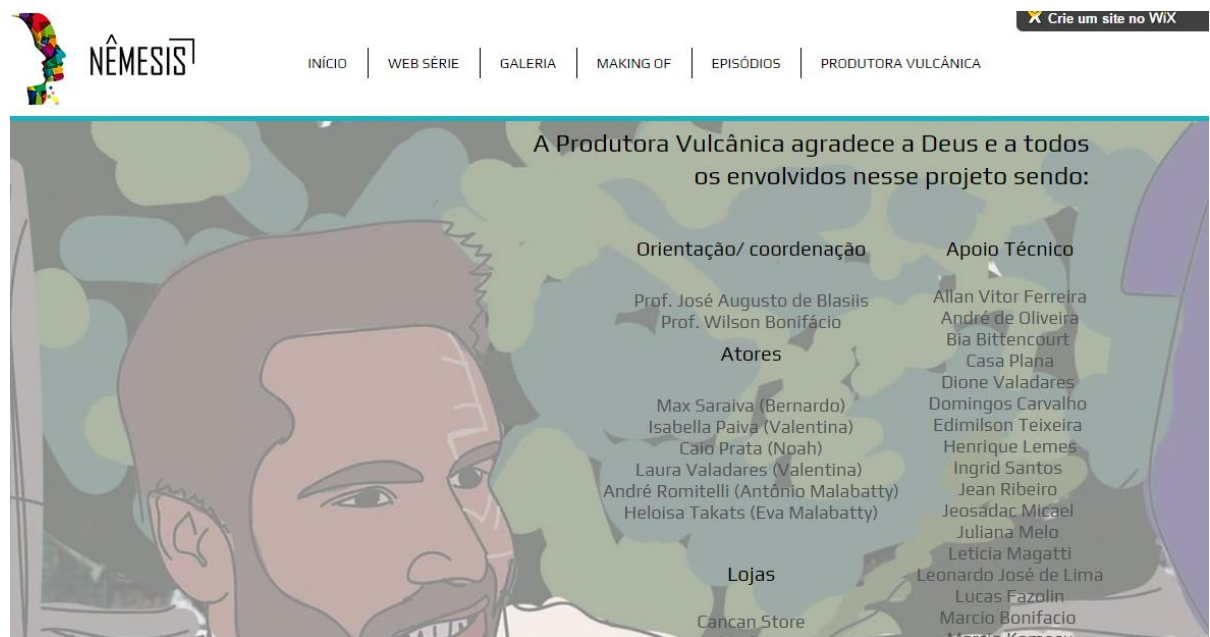 Crie um site no WiX
NÊMESIS
INÍCIO
WEB SÉRIE
GALERIA
MAKING OF
EPISÓDIOS
PRODUTORA VULCÂNICA
A Produtora Vulcânica agradece a Deus e a todos
os envolvidos nesse projeto sendo:
Orientação/ coordenação
Prof. José Augusto de Blasiis
Prof. Wilson Bonifácio
Atores
Max Saraiva (Bernardo)
Isabella Paiva (Valentina)
Caio Prata (Noah)
Laura Valadares (Valentina)
André Romitelli (Antônio Malabatty)
Heloisa Takats (Eva Malabatty)
Lojas
Cancan Store
Apoio Técnico
Allan Vitor Ferreira
André de Oliveira
Bia Bittencourt
Casa Plana
Dione Valadares
Domingos Carvalho
Edimilson Teixeira
Henrique Lemes
Ingrid Santos
Jean Ribeiro
Jeosadac Micael
Juliana Melo
Leticia Magatti
Leonardo José de Lima
Lucas Fazolin
Marcio Bonifacio